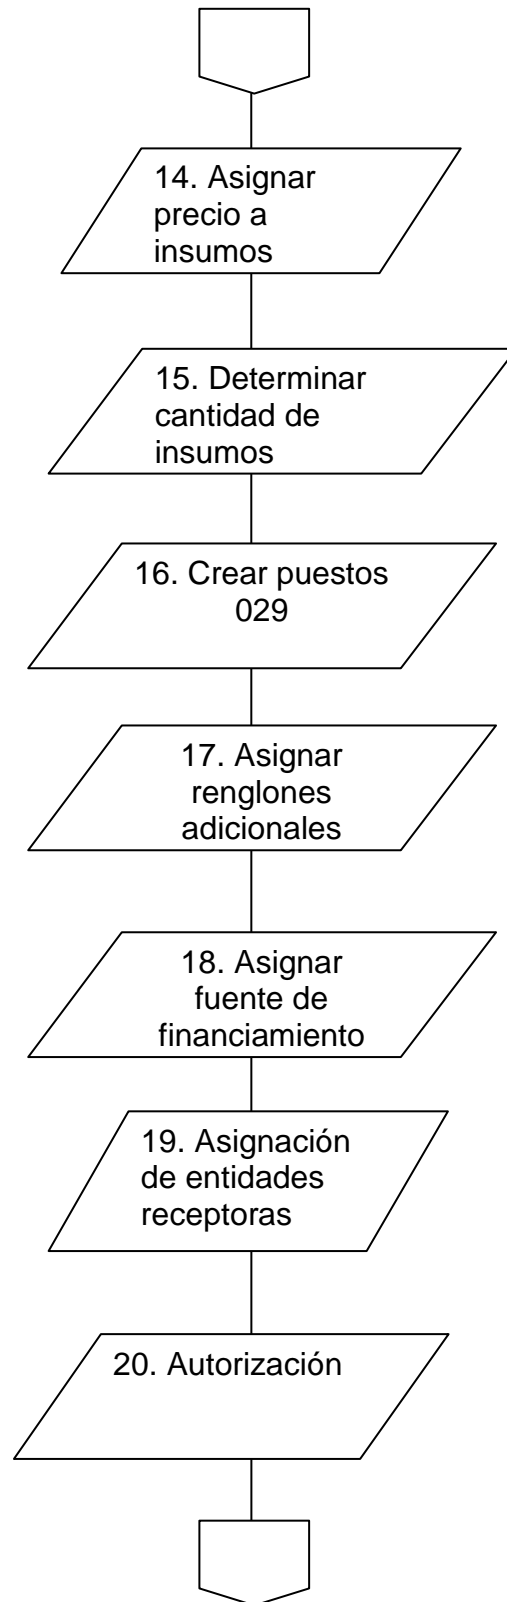 14. Asignar
precio a
insumos
15. Determinar
cantidad de
insumos
16. Crear puestos
029
17. Asignar
renglones
adicionales
18. Asignar
fuente de
financiamiento
19. Asignación
de entidades
receptoras
20. Autorización